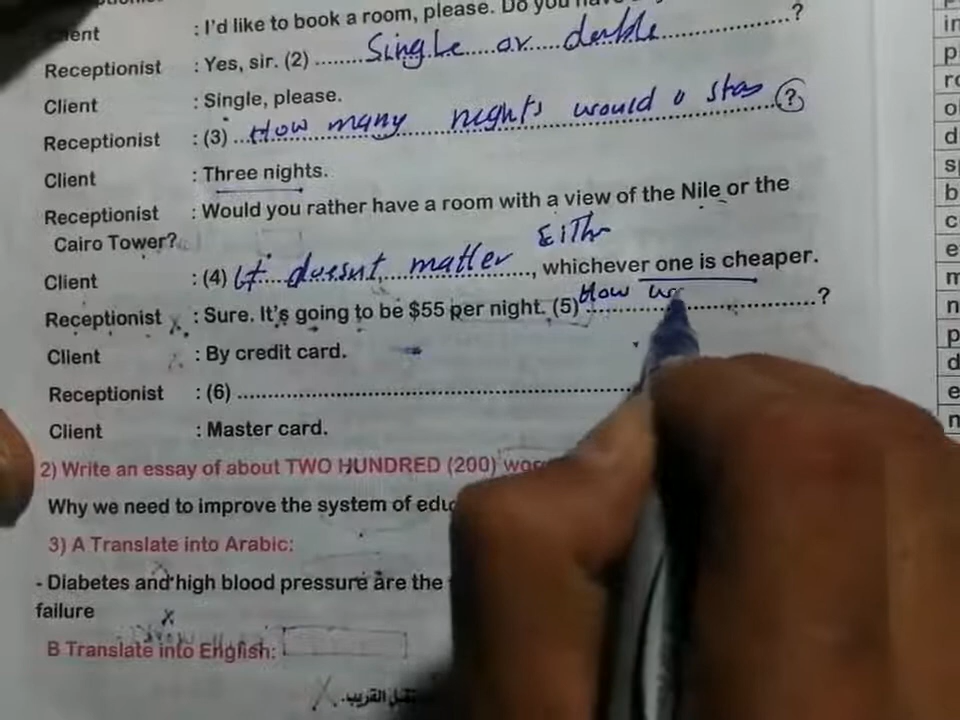 ent : I'd like to book a room, please. Do you
Receptionist : Yes, sir. (2) ........Single....or.....double......................?
Client : Single, please.
Receptionist : (3) ...How many nights would u stay...?
Client : Three nights.
Receptionist : Would you rather have a room with a view of the Nile or the
Cairo Tower?
Client : (4) It doesnt matter ..., whichever one is cheaper.
Receptionist : Sure. It's going to be $55 per night. (5) How ..............................?
Client : By credit card.
Receptionist : (6) ............................................................
Client : Master card.
2) Write an essay of about TWO HUNDRED (200)
Why we need to improve the system of
3) A Translate into Arabic:
- Diabetes and high blood pressure are the
failure
B Translate into English:
القريب.